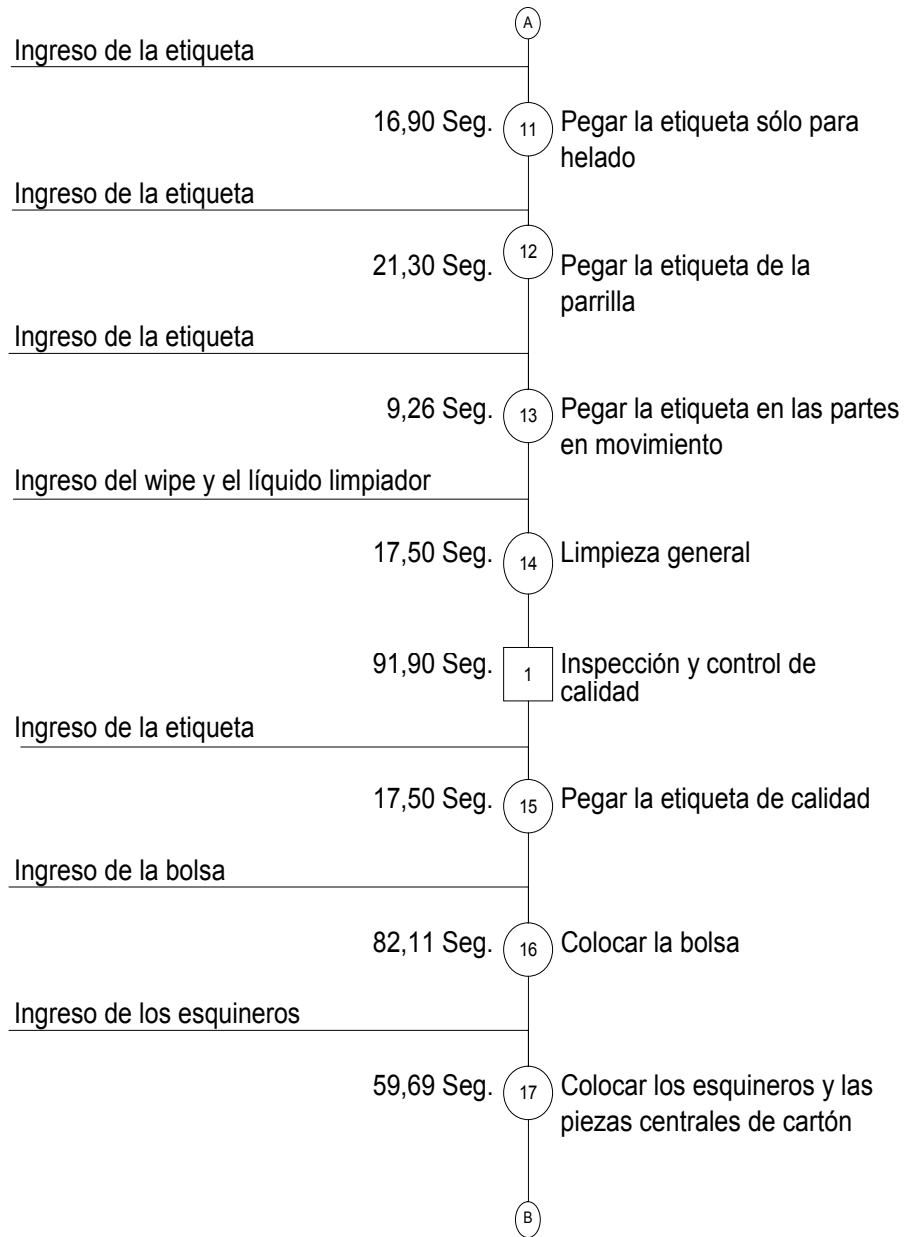 A
Ingreso de la etiqueta
16,90 Seg. 11 Pegar la etiqueta sólo para
helado
Ingreso de la etiqueta
21,30 Seg. 12 Pegar la etiqueta de la
parrilla
Ingreso de la etiqueta
9,26 Seg. 13 Pegar la etiqueta en las partes
en movimiento
Ingreso del wipe y el líquido limpiador
17,50 Seg. 14 Limpieza general
91,90 Seg. 1 Inspección y control de
calidad
Ingreso de la etiqueta
17,50 Seg. 15 Pegar la etiqueta de calidad
Ingreso de la bolsa
82,11 Seg. 16 Colocar la bolsa
Ingreso de los esquineros
59,69 Seg. 17 Colocar los esquineros y las
piezas centrales de cartón
B